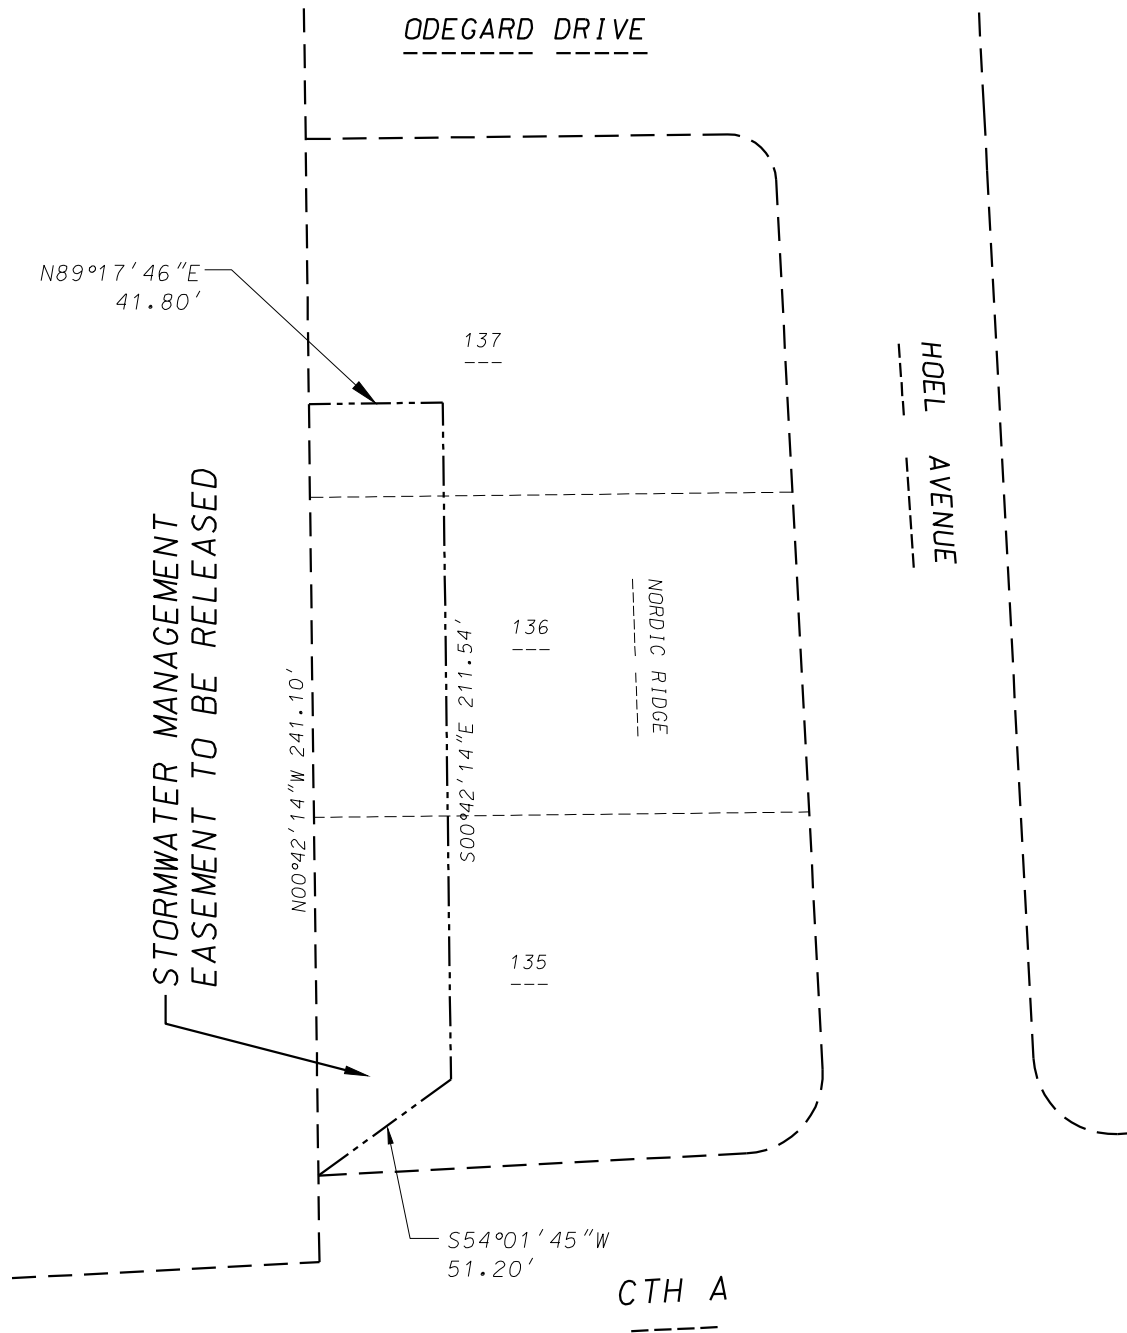 ODEGARD DRIVE
N89°17'46"E
41.80'
137
HOEL AVENUE
STORMWATER MANAGEMENT
EASEMENT TO BE RELEASED
N00°42'14"W 241.10'
S00°42'14"E 211.54'
136
NORDIC RIDGE
135
S54°01'45"W
51.20'
CTH A